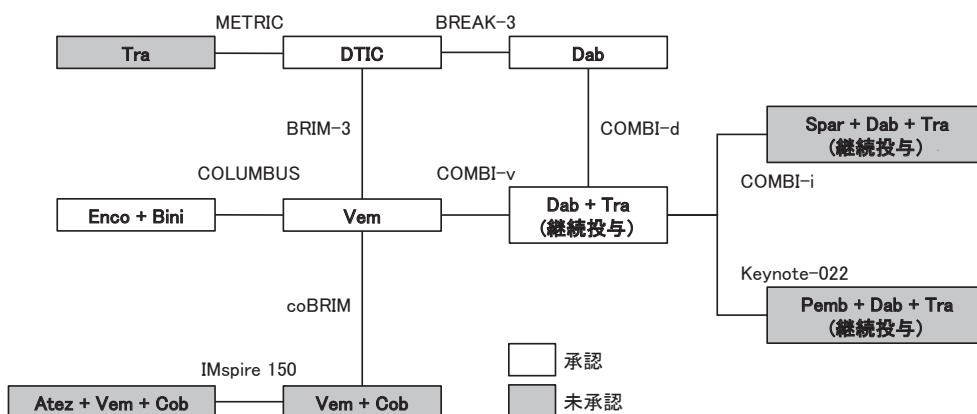 METRIC
BREAK-3
Tra
DTIC
Dab
BRIM-3
COMBI-d
Spar + Dab + Tra
(継続投与)
COLUMBUS
COMBI-v
COMBI-i
Enco + Bini
Vem
Dab + Tra
(継続投与)
Keynote-022
coBRIM
Pemb + Dab + Tra
(継続投与)
IMspire 150
承認
Atez + Vem + Cob
Vem + Cob
未承認